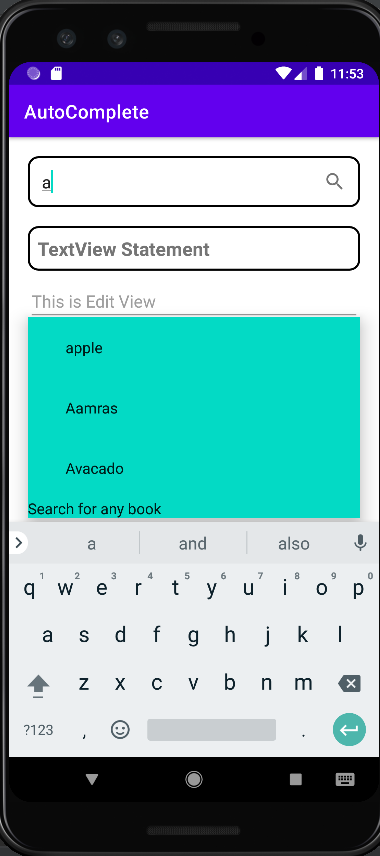 11:53
AutoComplete
a
TextView Statement
This is Edit View
apple
Aamras
Avacado
Search for any book
a and also
q1 w2 e3 r4 t5 y6 u7 i8 o9 p0
a s d f g h j k l
z x c v b n m
?123 , .